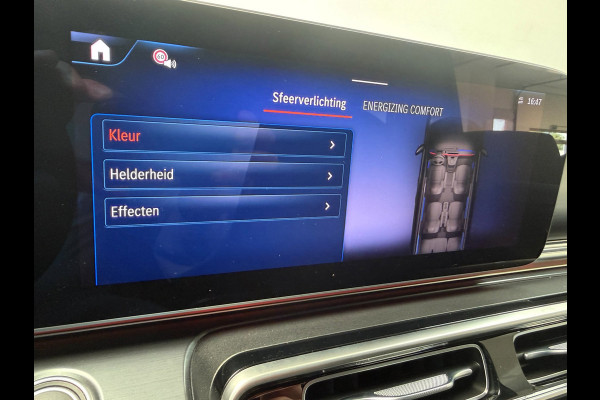 16:47
Sfeerverlichting
ENERGIZING COMFORT
Kleur
Helderheid
Effecten